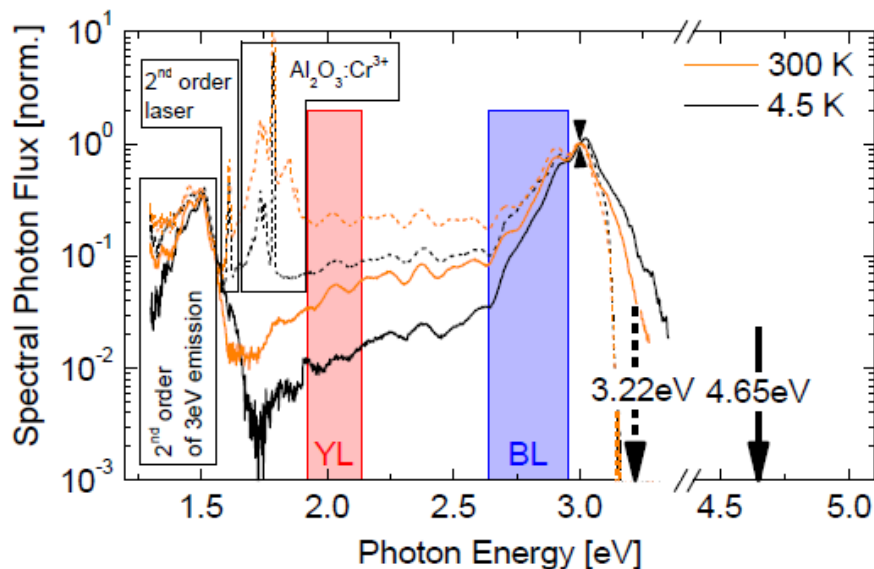 Spectral Photon Flux [norm.]
10¹
10⁰
10⁻¹
10⁻²
10⁻³
2ⁿᵈ order
laser
Al₂O₃:Cr³⁺
300 K
4.5 K
2ⁿᵈ order
of 3eV emission
YL
BL
3.22eV
4.65eV
1.5
2.0
2.5
3.0
4.5
5.0
Photon Energy [eV]